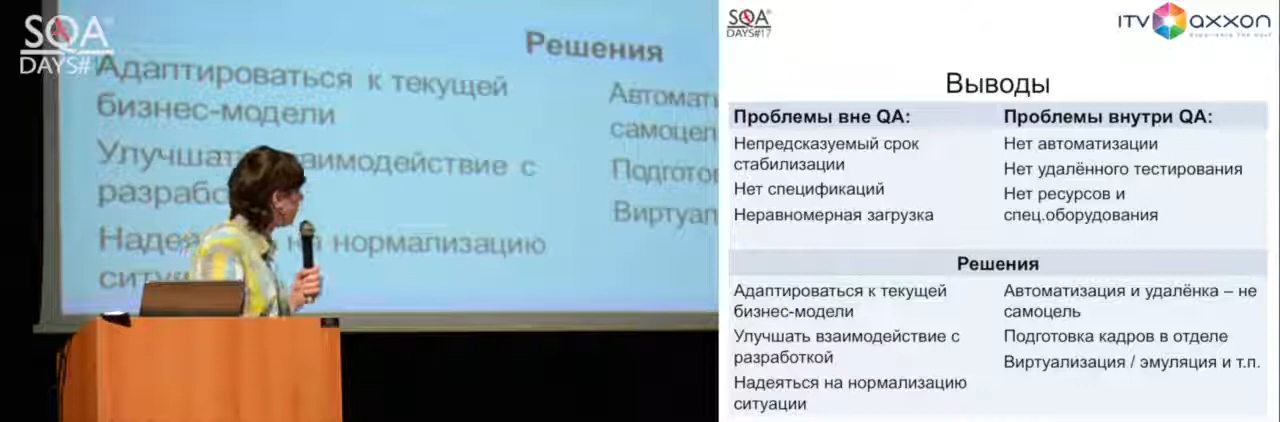 SQA
DAYS#
Решения
Адаптироваться к текущей
бизнес-модели
Улучшать взаимодействие с
Надеяться на нормализацию
SQA
DAYS#17
ITV
axxon
Выводы
Проблемы вне QA:
Непредсказуемый срок
стабилизации
Нет спецификаций
Неравномерная загрузка
Проблемы внутри QA:
Нет автоматизации
Нет удалённого тестирования
Нет ресурсов и
спец.оборудования
Решения
Адаптироваться к текущей
бизнес-модели
Улучшать взаимодействие с
разработкой
Надеяться на нормализацию
ситуации
Автоматизация и удалёнка – не
самоцель
Подготовка кадров в отделе
Виртуализация / эмуляция и т.п.